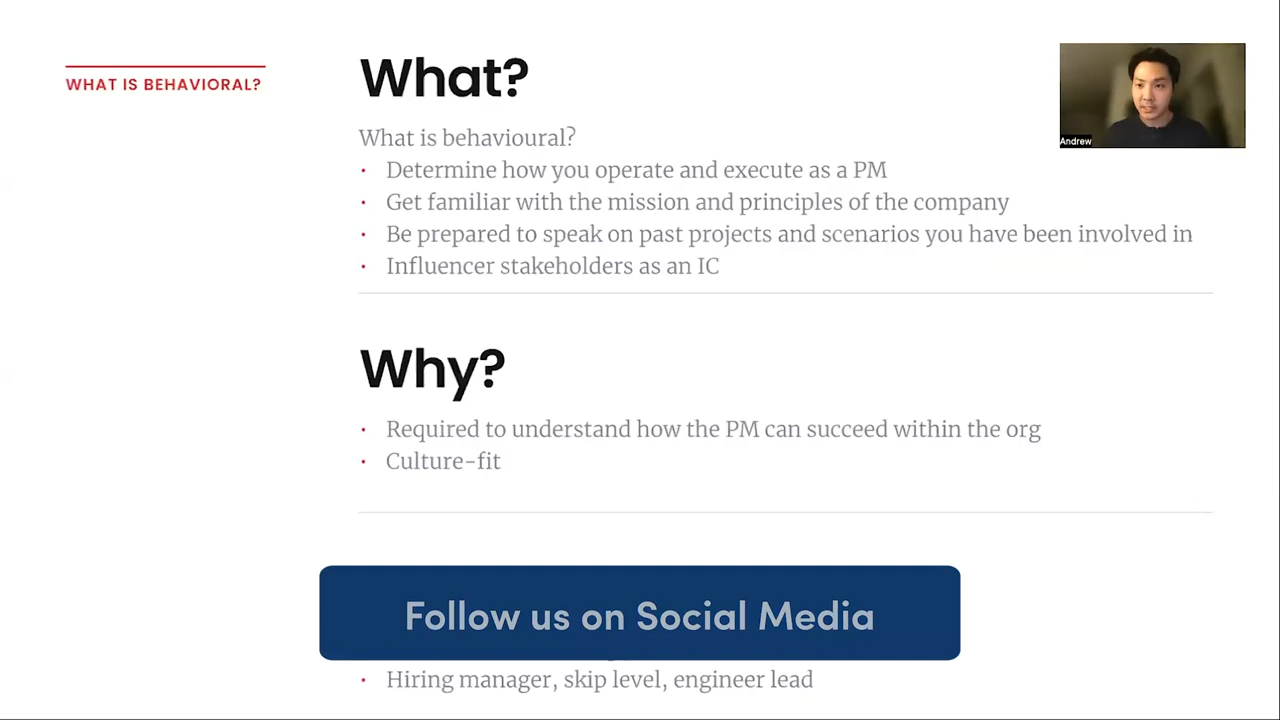 WHAT IS BEHAVIORAL?
What?
What is behavioural?
• Determine how you operate and execute as a PM
• Get familiar with the mission and principles of the company
• Be prepared to speak on past projects and scenarios you have been involved in
• Influencer stakeholders as an IC
Why?
• Required to understand how the PM can succeed within the org
• Culture-fit
Follow us on Social Media
• Hiring manager, skip level, engineer lead
Andrew